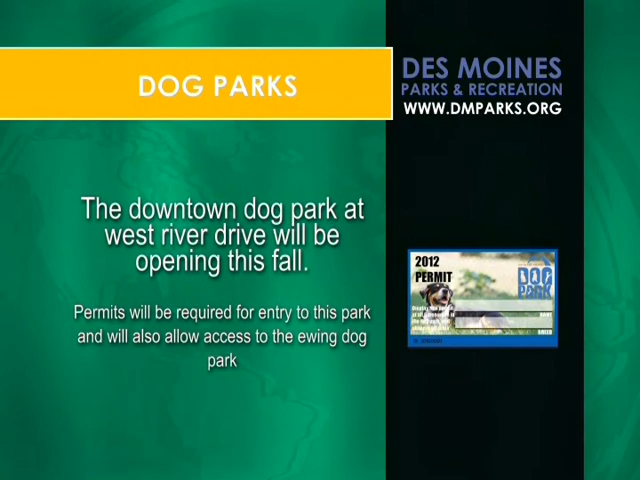 DOG PARKS
DES MOINES
PARKS & RECREATION
WWW.DMPARKS.ORG
The downtown dog park at
west river drive will be
opening this fall.
Permits will be required for entry to this park
and will also allow access to the ewing dog
park
2012
PERMIT
DOG
PARK
NAME